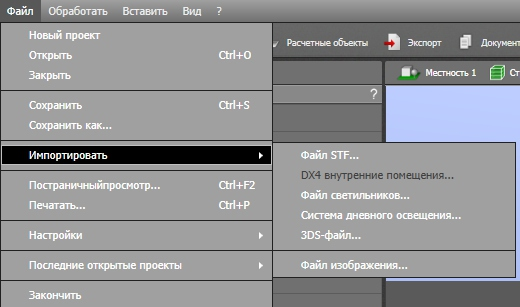 Файл Обработать Вставить Вид ?
Новый проект
Открыть Ctrl+O
Закрыть
Сохранить Ctrl+S
Сохранить как...
Импортировать
Постраничныйпросмотр... Ctrl+F2
Печатать... Ctrl+P
Настройки
Последние открытые проекты
Закончить
Расчетные объекты Экспорт Документ
Местность 1 Ст
?
Файл STF...
DX4 внутренние помещения...
Файл светильников...
Система дневного освещения...
3DS-файл...
Файл изображения...